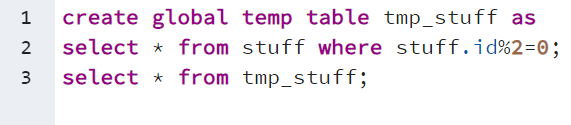 1 create global temp table tmp_stuff as
2 select * from stuff where stuff.id%2=0;
3 select * from tmp_stuff;